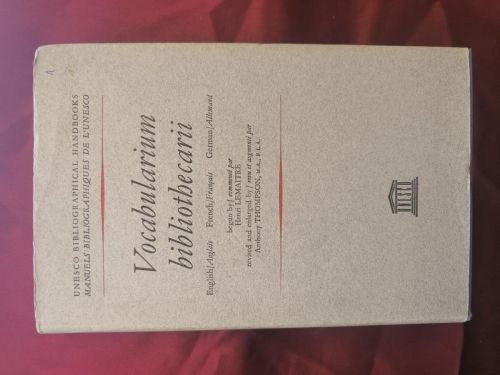 UNESCO BIBLIOGRAPHICAL HANDBOOKS
MANUELS BIBLIOGRAPHIQUES DE L'UNESCO
Vocabularium
bibliothecarii
English/Anglais French/Français German/Allemand
begun by / commencé par
Henri LEMAÎTRE
revised and enlarged by / revu et augmenté par
Anthony THOMPSON, M.A., F.L.A.
UNESCO